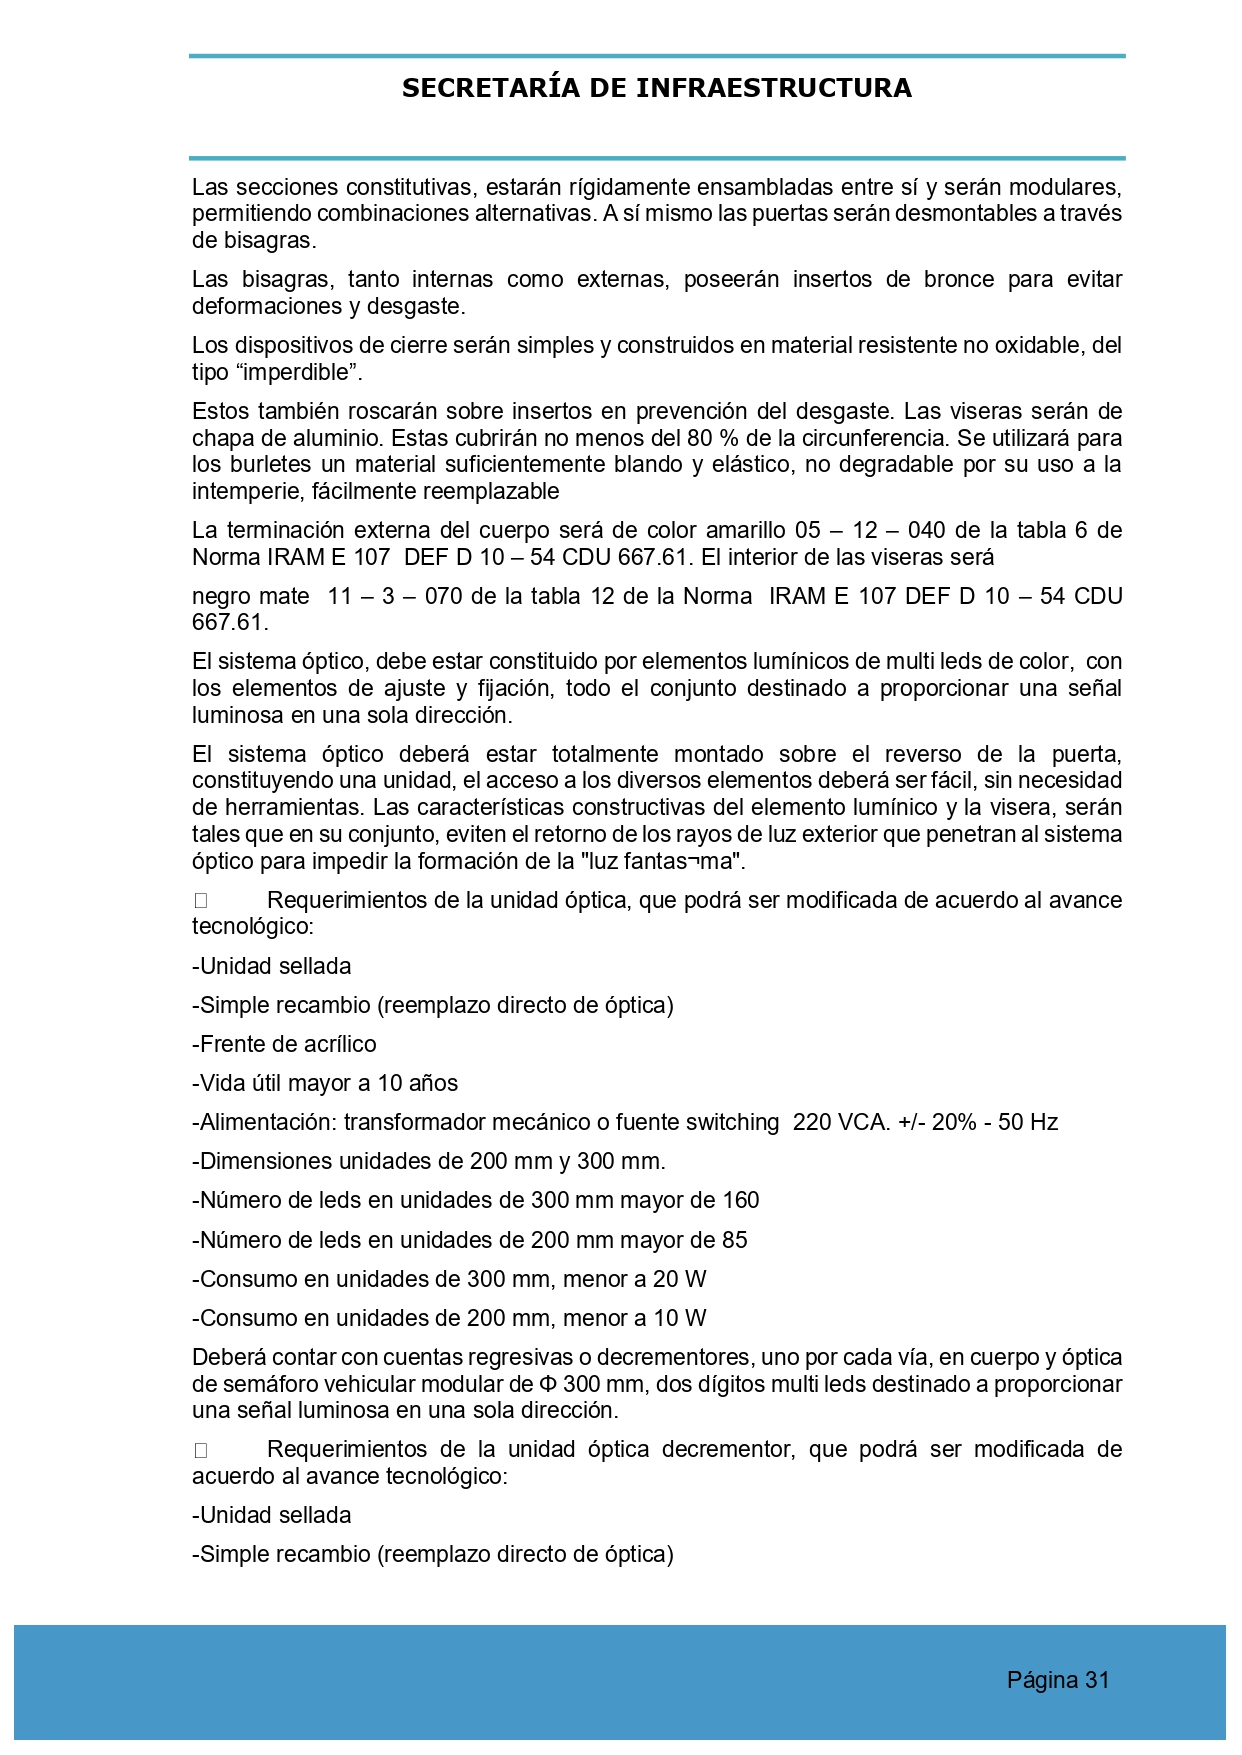 SECRETARÍA DE INFRAESTRUCTURA
Las secciones constitutivas, estarán rígidamente ensambladas entre sí y serán modulares,
permitiendo combinaciones alternativas. A sí mismo las puertas serán desmontables a través
de bisagras.
Las bisagras, tanto internas como externas, poseerán insertos de bronce para evitar
deformaciones y desgaste.
Los dispositivos de cierre serán simples y construidos en material resistente no oxidable, del
tipo “imperdible”.
Estos también roscarán sobre insertos en prevención del desgaste. Las viseras serán de
chapa de aluminio. Estas cubrirán no menos del 80 % de la circunferencia. Se utilizará para
los burletes un material suficientemente blando y elástico, no degradable por su uso a la
intemperie, fácilmente reemplazable
La terminación externa del cuerpo será de color amarillo 05 – 12 – 040 de la tabla 6 de
Norma IRAM E 107  DEF D 10 – 54 CDU 667.61. El interior de las viseras será
negro mate  11 – 3 – 070 de la tabla 12 de la Norma  IRAM E 107 DEF D 10 – 54 CDU
667.61.
El sistema óptico, debe estar constituido por elementos lumínicos de multi leds de color,  con
los elementos de ajuste y fijación, todo el conjunto destinado a proporcionar una señal
luminosa en una sola dirección.
El sistema óptico deberá estar totalmente montado sobre el reverso de la puerta,
constituyendo una unidad, el acceso a los diversos elementos deberá ser fácil, sin necesidad
de herramientas. Las características constructivas del elemento lumínico y la visera, serán
tales que en su conjunto, eviten el retorno de los rayos de luz exterior que penetran al sistema
óptico para impedir la formación de la "luz fantas¬ma".
□ Requerimientos de la unidad óptica, que podrá ser modificada de acuerdo al avance
tecnológico:
-Unidad sellada
-Simple recambio (reemplazo directo de óptica)
-Frente de acrílico
-Vida útil mayor a 10 años
-Alimentación: transformador mecánico o fuente switching  220 VCA. +/- 20% - 50 Hz
-Dimensiones unidades de 200 mm y 300 mm.
-Número de leds en unidades de 300 mm mayor de 160
-Número de leds en unidades de 200 mm mayor de 85
-Consumo en unidades de 300 mm, menor a 20 W
-Consumo en unidades de 200 mm, menor a 10 W
Deberá contar con cuentas regresivas o decrementores, uno por cada vía, en cuerpo y óptica
de semáforo vehicular modular de Φ 300 mm, dos dígitos multi leds destinado a proporcionar
una señal luminosa en una sola dirección.
□ Requerimientos de la unidad óptica decrementor, que podrá ser modificada de
acuerdo al avance tecnológico:
-Unidad sellada
-Simple recambio (reemplazo directo de óptica)
Página 31